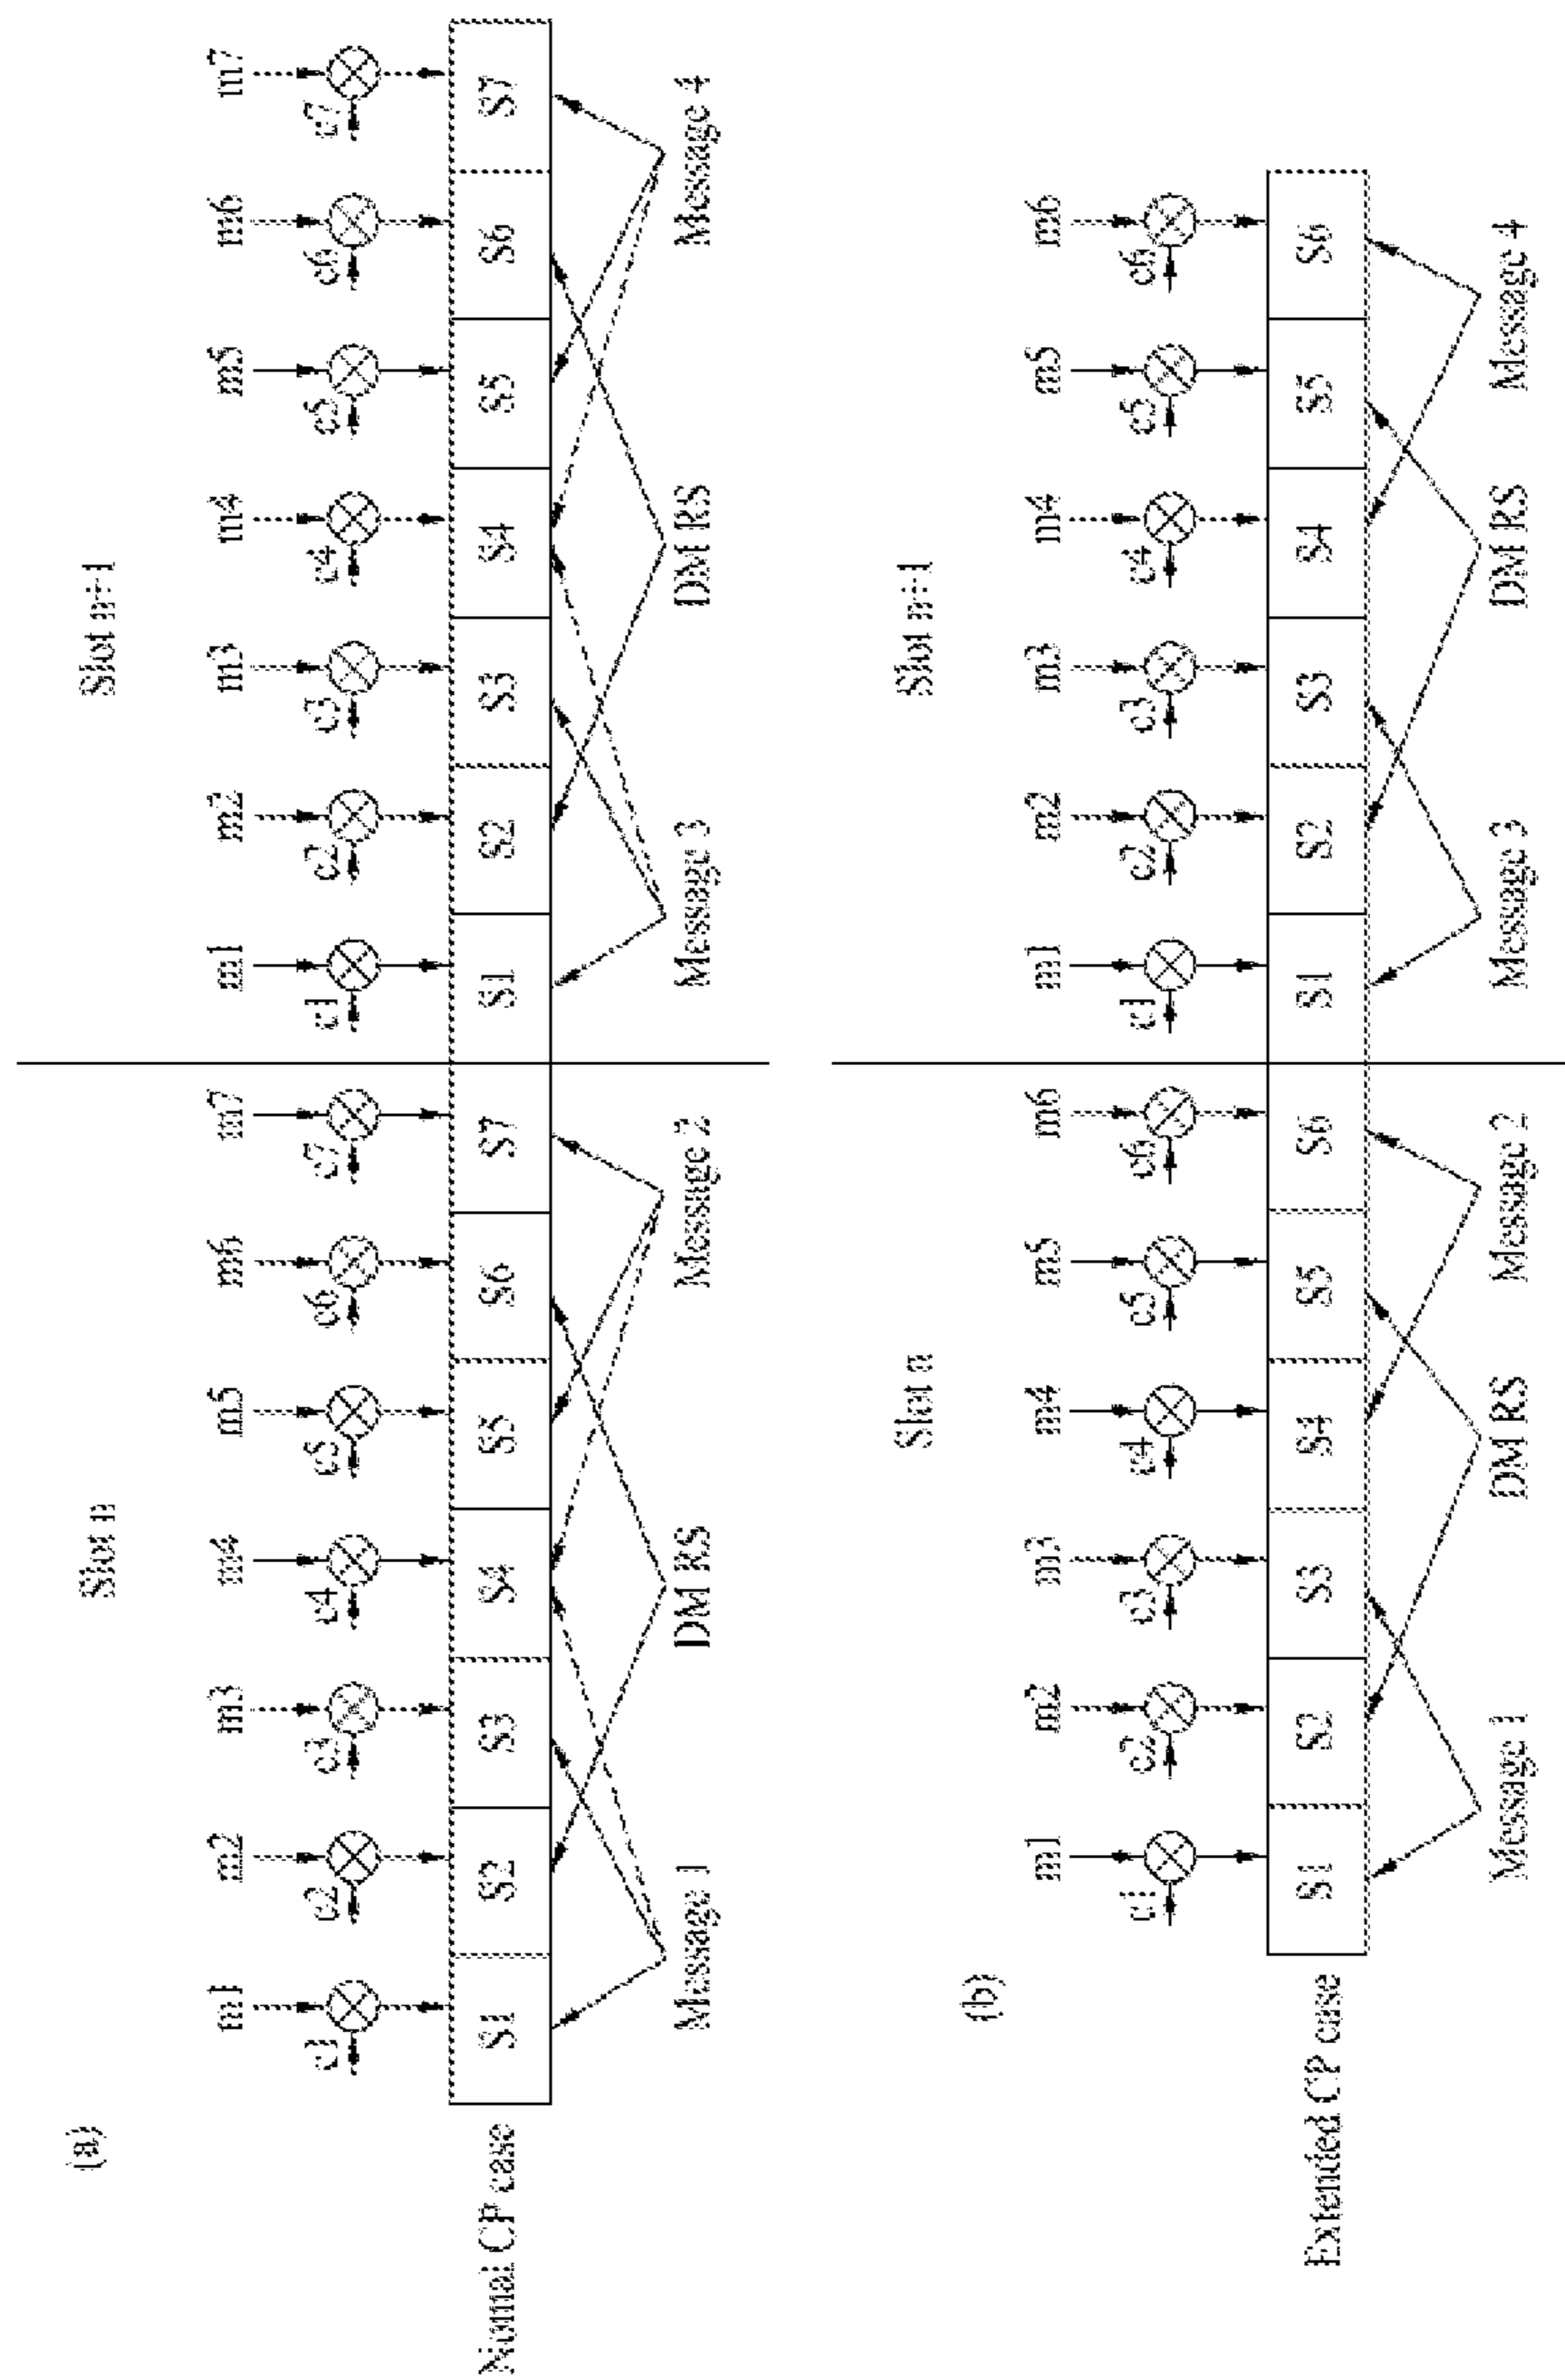 (a)
Slot n
Slot n+1
m1 m2 m3 m4 m5 m6 m7 m1 m2 m3 m4 m5 m6 m7
c1 c2 c3 c4 c5 c6 c7 c1 c2 c3 c4 c5 c6 c7
Nomal CP case
S1 S2 S3 S4 S5 S6 S7 S1 S2 S3 S4 S5 S6 S7
Message 1 DM RS Message 2 Message 3 DM RS Message 4
(b)
Slot n
Slot n+1
m1 m2 m3 m4 m5 m6 m1 m2 m3 m4 m5 m6
c1 c2 c3 c4 c5 c6 c1 c2 c3 c4 c5 c6
Extended CP case
S1 S2 S3 S4 S5 S6 S1 S2 S3 S4 S5 S6
Message 1 DM RS Message 2 Message 3 DM RS Message 4